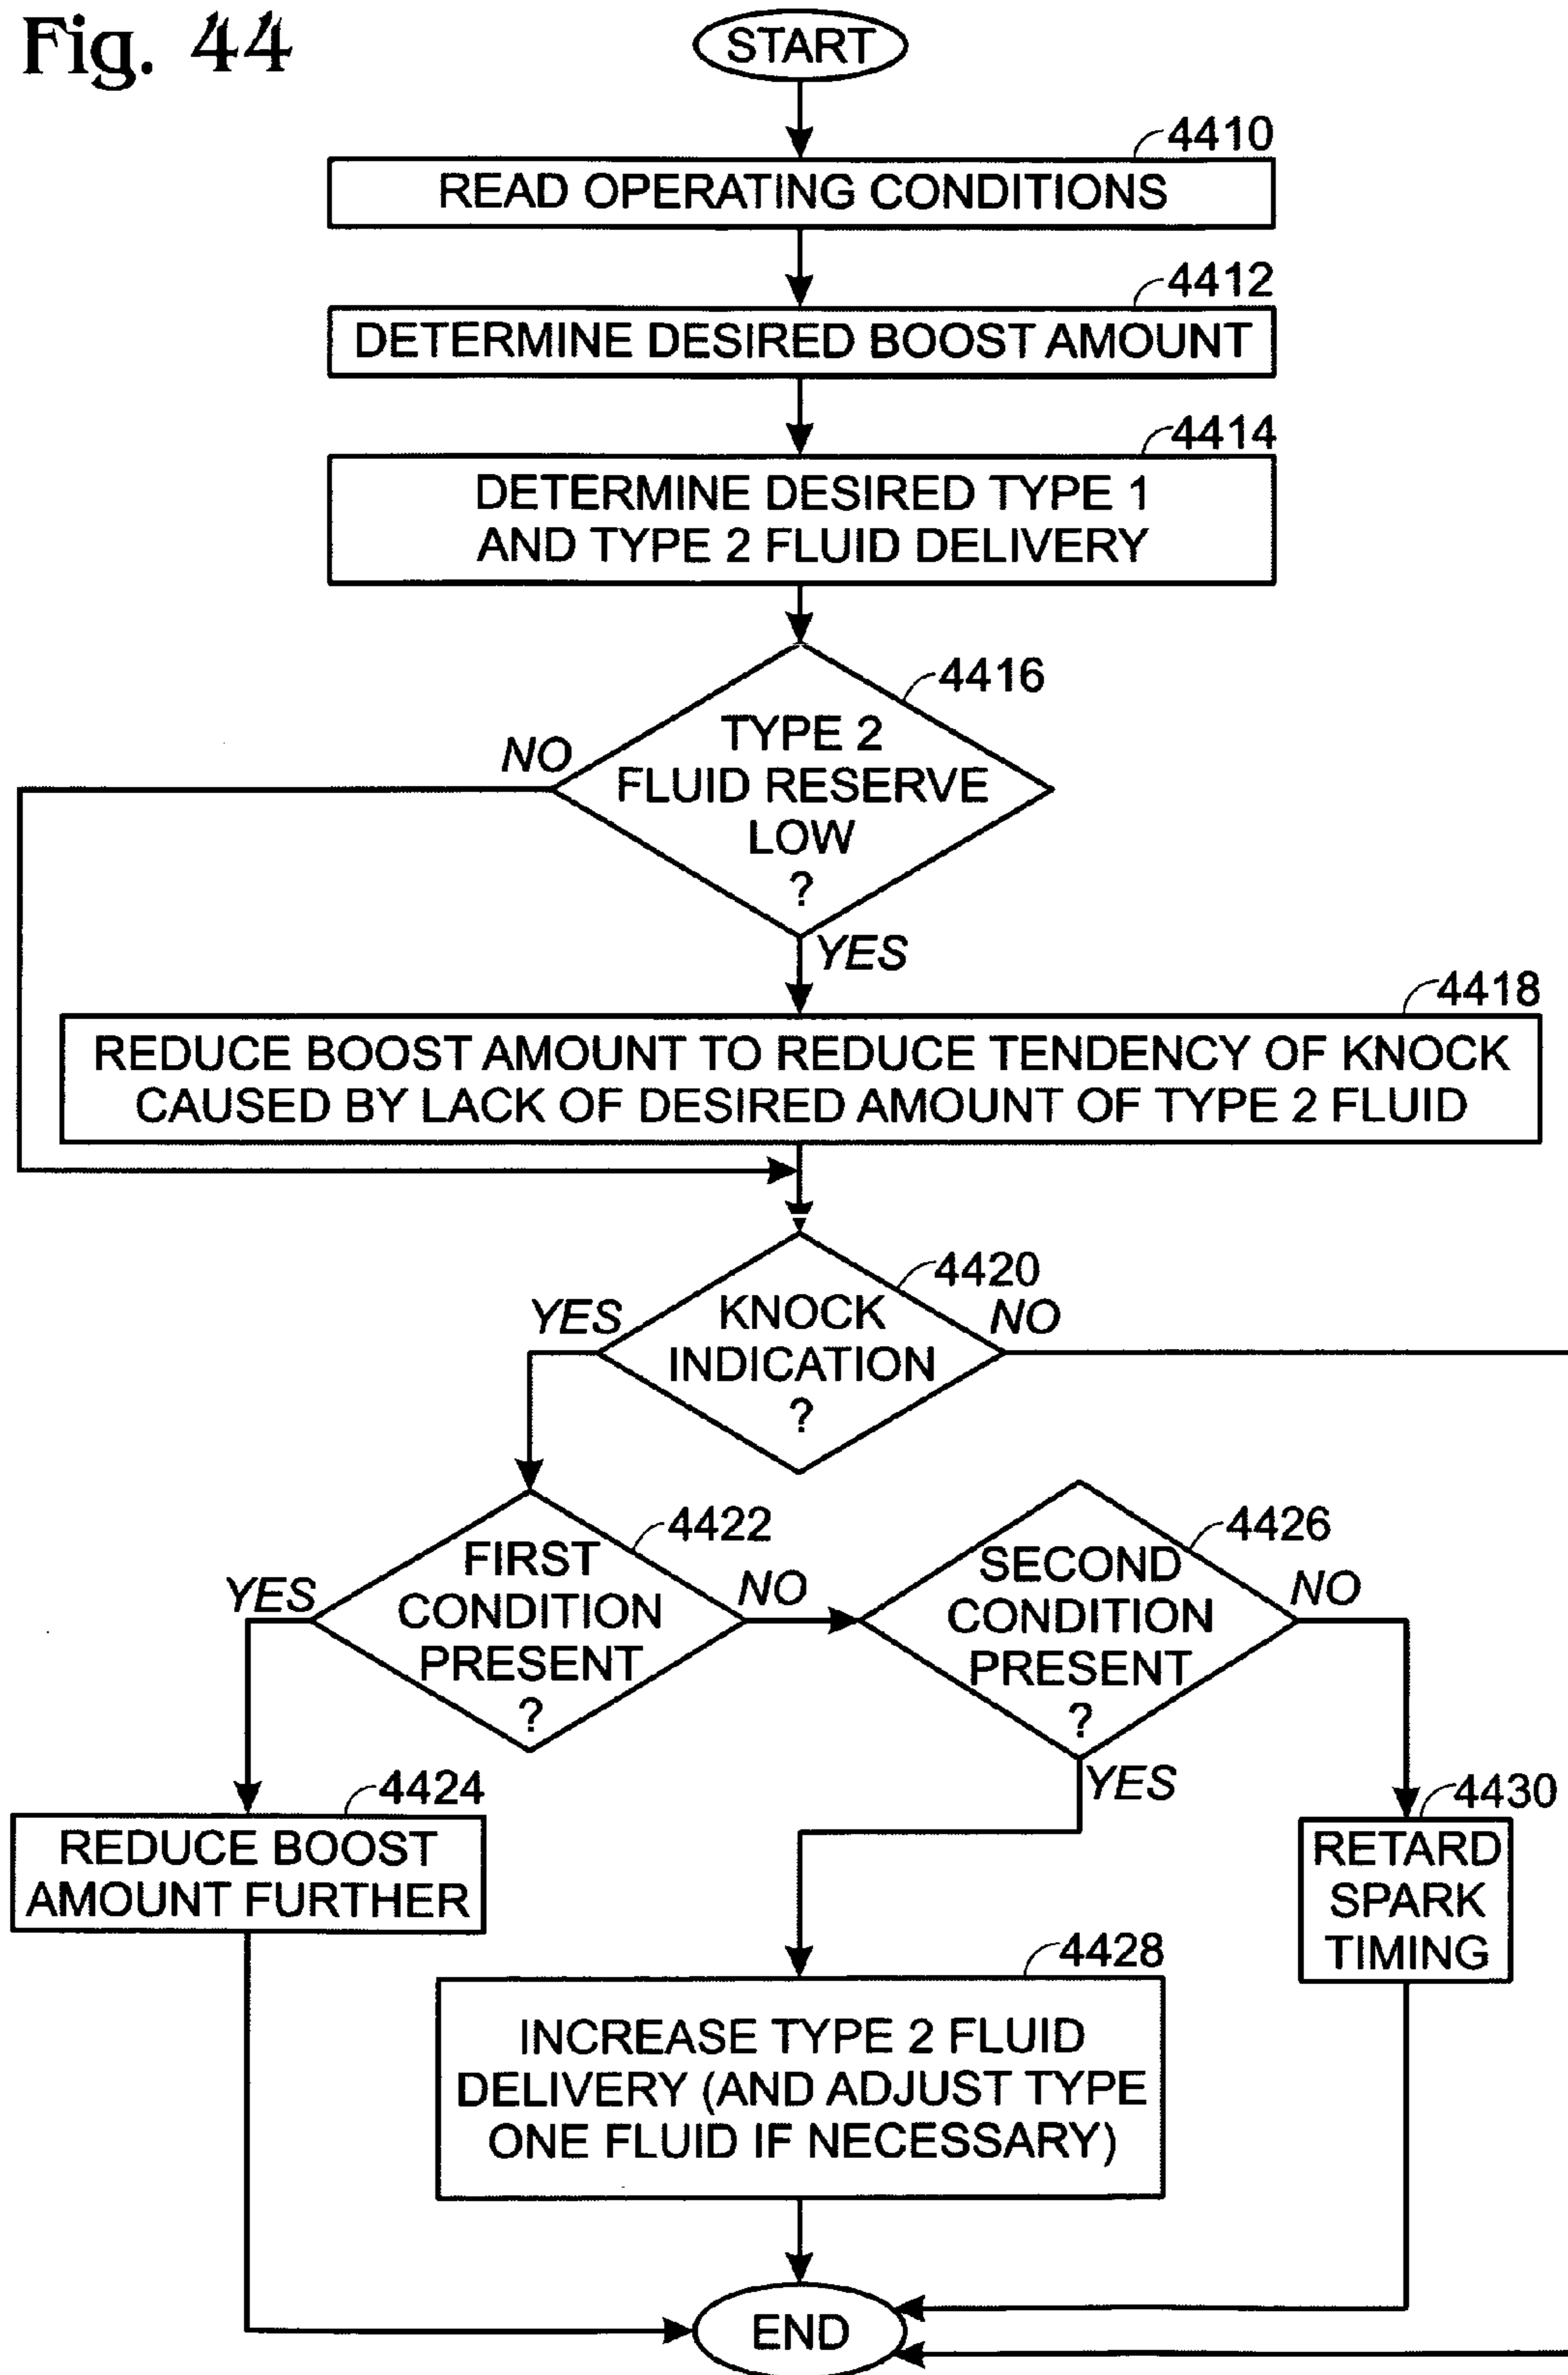 Fig. 44
START
4410
READ OPERATING CONDITIONS
4412
DETERMINE DESIRED BOOST AMOUNT
4414
DETERMINE DESIRED TYPE 1
AND TYPE 2 FLUID DELIVERY
4416
TYPE 2
FLUID RESERVE
LOW
?
NO
YES
4418
REDUCE BOOST AMOUNT TO REDUCE TENDENCY OF KNOCK
CAUSED BY LACK OF DESIRED AMOUNT OF TYPE 2 FLUID
4420
KNOCK
INDICATION
?
YES
NO
4422
FIRST
CONDITION
PRESENT
?
YES
NO
4426
SECOND
CONDITION
PRESENT
?
NO
YES
4424
REDUCE BOOST
AMOUNT FURTHER
4430
RETARD
SPARK
TIMING
4428
INCREASE TYPE 2 FLUID
DELIVERY (AND ADJUST TYPE
ONE FLUID IF NECESSARY)
END